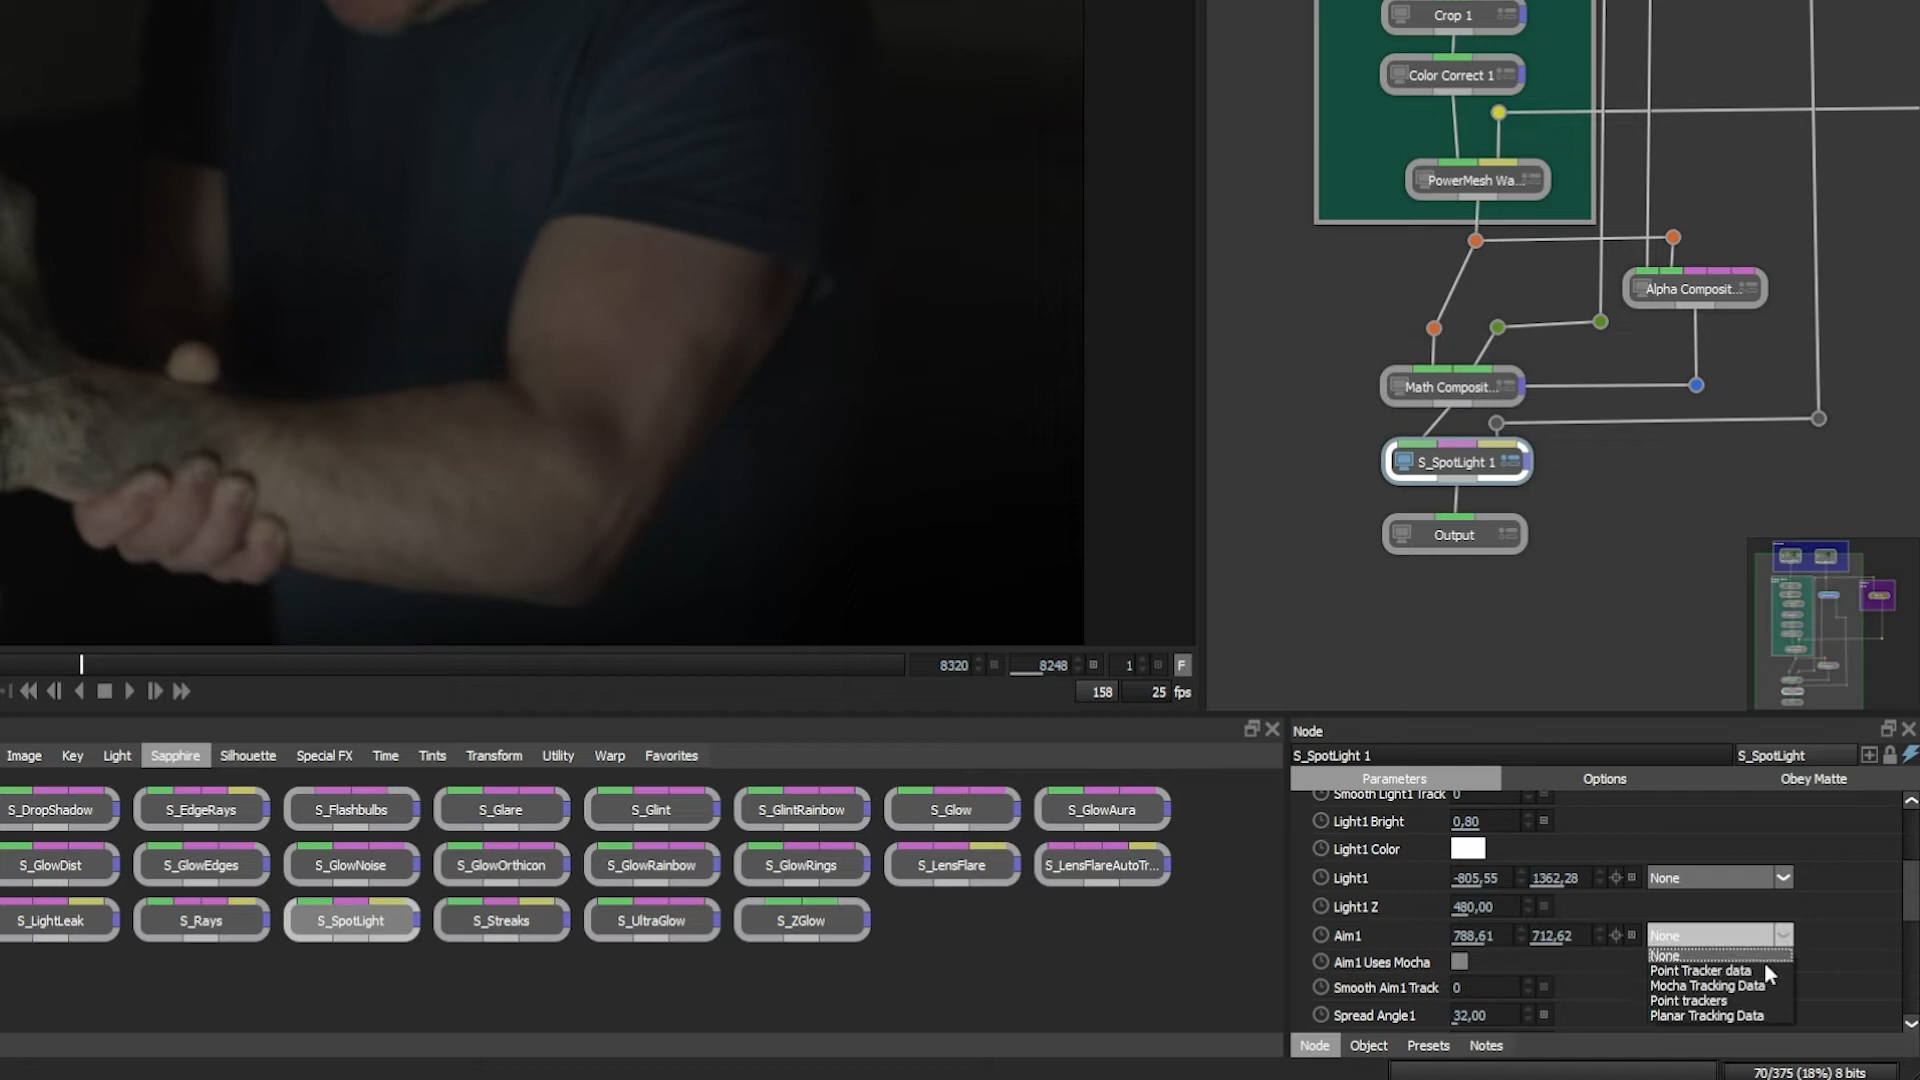 Crop 1
Color Correct 1
PowerMesh Wa...
Alpha Composit...
Math Composit...
S_SpotLight 1
Output
8320
8248
1
F
158
25
fps
Image
Key
Light
Sapphire
Silhouette
Special FX
Time
Tints
Transform
Utility
Warp
Favorites
S_DropShadow
S_EdgeRays
S_Flashbulbs
S_Glare
S_Glint
S_GlintRainbow
S_Glow
S_GlowAura
S_GlowDist
S_GlowEdges
S_GlowNoise
S_GlowOrthicon
S_GlowRainbow
S_GlowRings
S_LensFlare
S_LensFlareAutoTr...
S_LightLeak
S_Rays
S_SpotLight
S_Streaks
S_UltraGlow
S_ZGlow
Node
S_SpotLight 1
S_SpotLight
Parameters
Options
Obey Matte
Smooth Light1 Track 0
Light1 Bright 0,80
Light1 Color
Light1 -805,55 1362,28 None
Light1 Z 480,00
Aim1 788,61 712,62 None
None
Point Tracker data
Mocha Tracking Data
Point trackers
Planar Tracking Data
Aim1 Uses Mocha
Smooth Aim1 Track 0
Spread Angle1 32,00
Node
Object
Presets
Notes
70/375 (18%) 8 bits